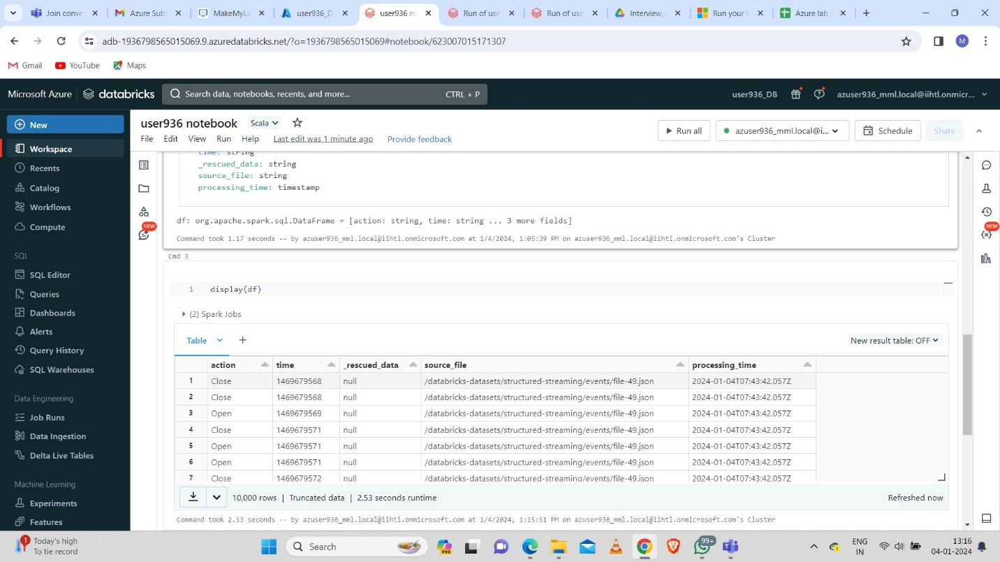 Join conve
Azure Sub
MakeMyLa
user936_D
user936 no
Run of use
Run of use
Interview_
Run your f
Azure lab
adb-1936798565015069.9.azuredatabricks.net/?o=1936798565015069#notebook/623007015171307
M
Gmail
YouTube
Maps
Microsoft Azure
databricks
Search data, notebooks, recents, and more...
CTRL + P
user936_DB
azuser936_mml.local@iihtl.onmicr...
New
Workspace
Recents
Catalog
Workflows
Compute
SQL
SQL Editor
Queries
Dashboards
Alerts
Query History
SQL Warehouses
Data Engineering
Job Runs
Data Ingestion
Delta Live Tables
Machine Learning
Experiments
Features
user936 notebook
Scala
File Edit View Run Help Last edit was 1 minute ago Provide feedback
Run all
azuser936_mml.local@i...
Schedule
Share
NEW
NEW
time: string
_rescued_data: string
source_file: string
processing_time: timestamp
df: org.apache.spark.sql.DataFrame = [action: string, time: string ... 3 more fields]
Command took 1.17 seconds -- by azuser936_mml.local@iihtl.onmicrosoft.com at 1/4/2024, 1:05:39 PM on azuser936_mml.local@iihtl.onmicrosoft.com's Cluster
Cmd 3
1 display(df)
(2) Spark Jobs
Table +
New result table: OFF
action time _rescued_data source_file processing_time
1 Close 1469679568 null /databricks-datasets/structured-streaming/events/file-49.json 2024-01-04T07:43:42.057Z
2 Close 1469679568 null /databricks-datasets/structured-streaming/events/file-49.json 2024-01-04T07:43:42.057Z
3 Open 1469679569 null /databricks-datasets/structured-streaming/events/file-49.json 2024-01-04T07:43:42.057Z
4 Close 1469679571 null /databricks-datasets/structured-streaming/events/file-49.json 2024-01-04T07:43:42.057Z
5 Open 1469679571 null /databricks-datasets/structured-streaming/events/file-49.json 2024-01-04T07:43:42.057Z
6 Open 1469679571 null /databricks-datasets/structured-streaming/events/file-49.json 2024-01-04T07:43:42.057Z
7 Close 1469679572 null /databricks-datasets/structured-streaming/events/file-49.json 2024-01-04T07:43:42.057Z
10,000 rows | Truncated data | 2.53 seconds runtime
Refreshed now
Command took 2.53 seconds -- by azuser936_mml.local@iihtl.onmicrosoft.com at 1/4/2024, 1:15:51 PM on azuser936_mml.local@iihtl.onmicrosoft.com's Cluster
1
Today's high
To tie record
Search
PRE
99+
ENG
IN
13:16
04-01-2024